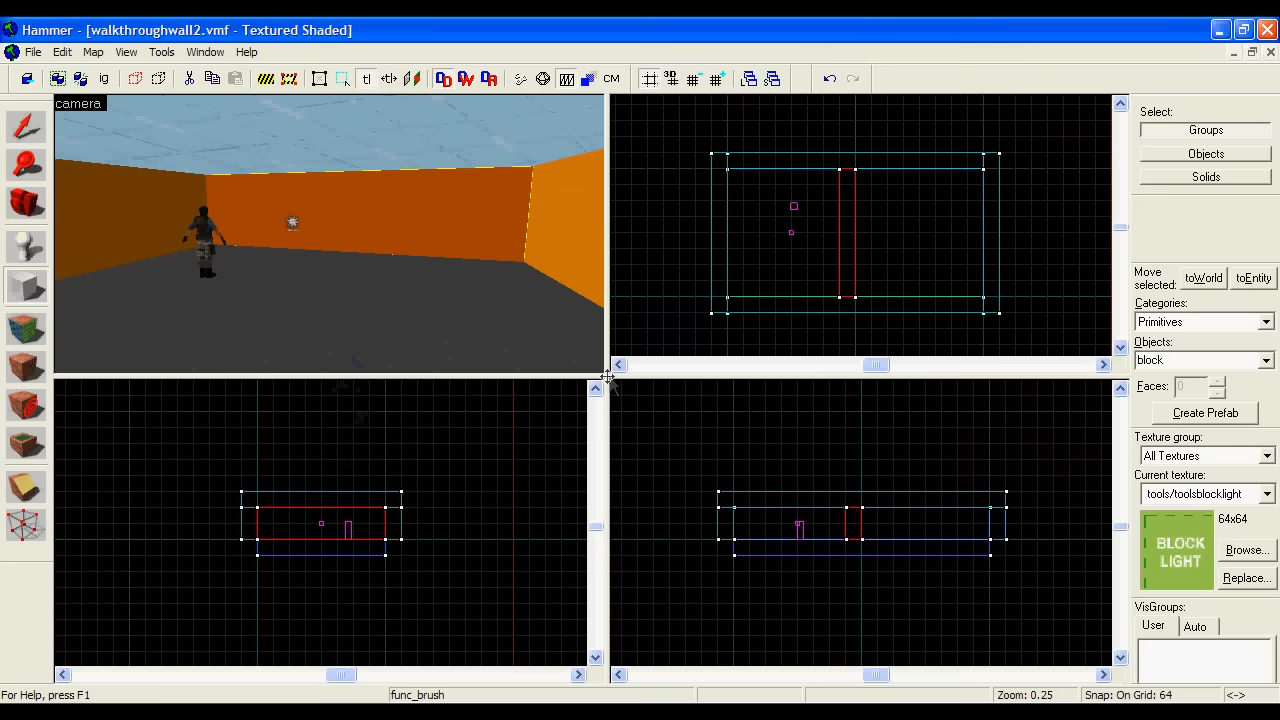 Hammer - [walkthroughwall2.vmf - Textured Shaded]
File Edit Map View Tools Window Help
CM
camera
Select:
Groups
Objects
Solids
Move selected:
toWorld
toEntity
Categories:
Primitives
Objects:
block
Faces:
0
Create Prefab
Texture group:
All Textures
Current texture:
tools/toolsblocklight
BLOCK
LIGHT
64x64
Browse...
Replace...
VisGroups:
User
Auto
For Help, press F1
func_brush
Zoom: 0.25
Snap: On Grid: 64
<->